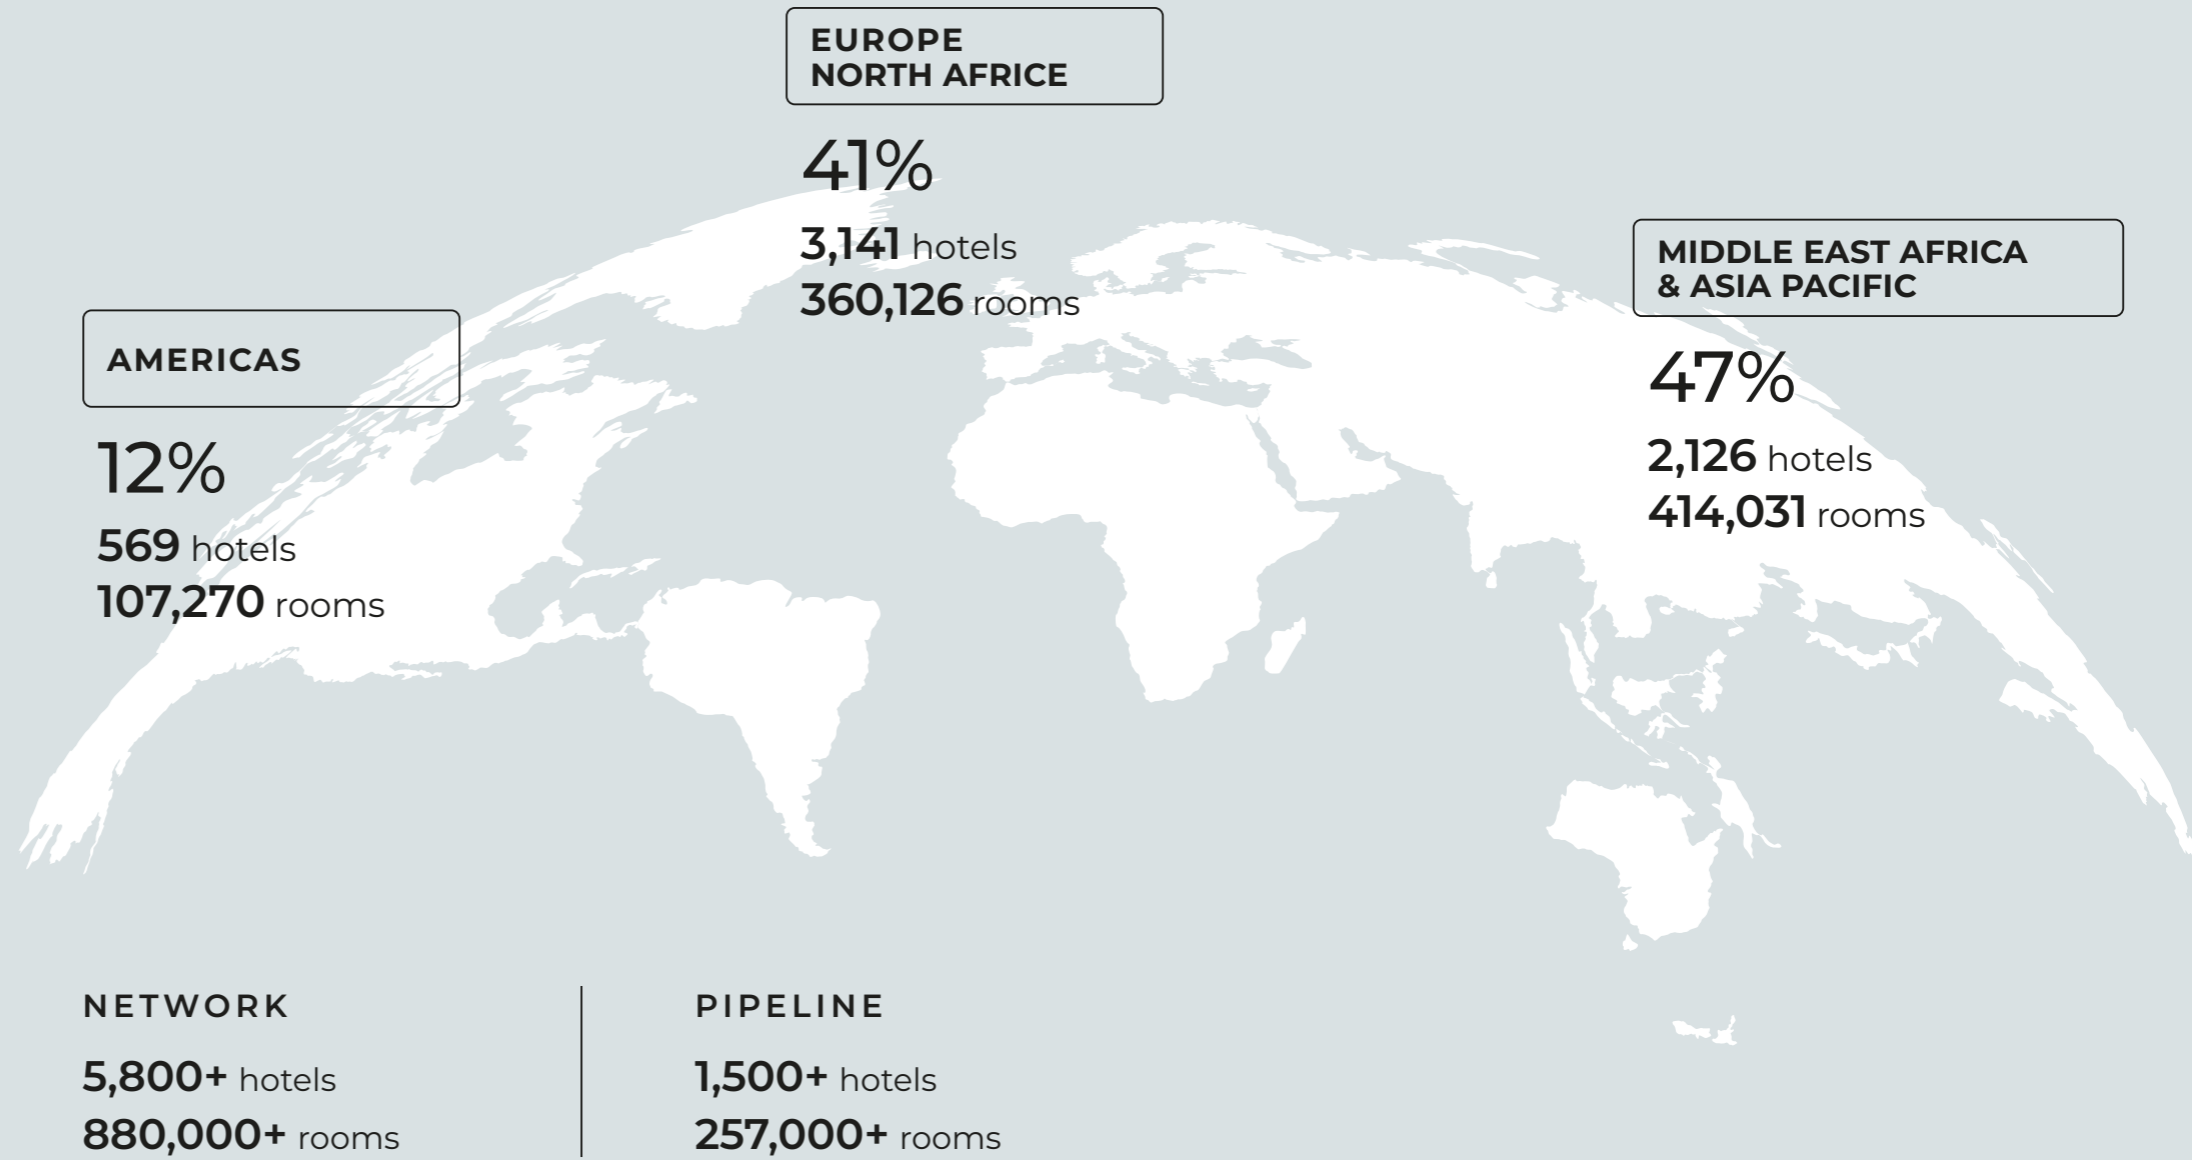 EUROPE
NORTH AFRICE
41%
3,141 hotels
360,126 rooms
MIDDLE EAST AFRICA
& ASIA PACIFIC
47%
2,126 hotels
414,031 rooms
AMERICAS
12%
569 hotels
107,270 rooms
NETWORK
5,800+ hotels
880,000+ rooms
PIPELINE
1,500+ hotels
257,000+ rooms